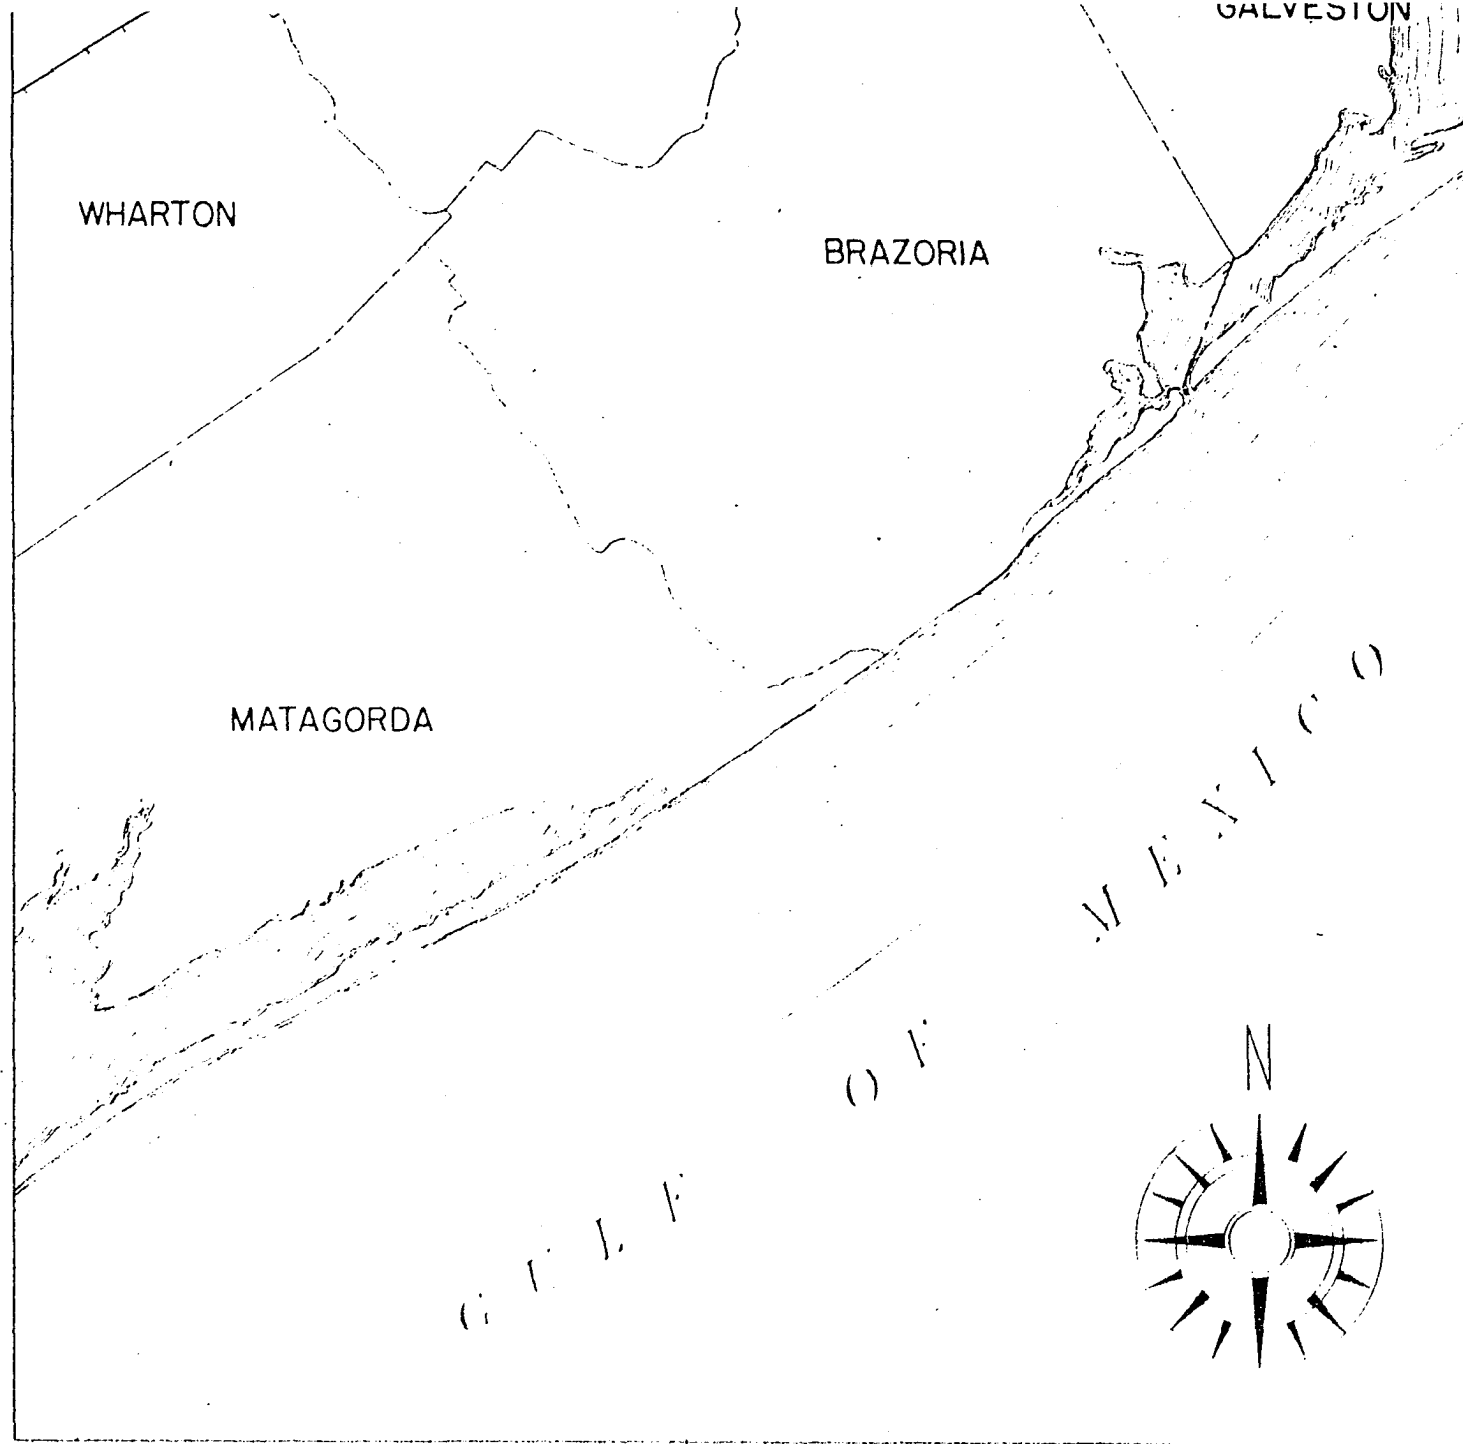 GALVESTON
WHARTON
BRAZORIA
MATAGORDA
GULF OF MEXICO
N